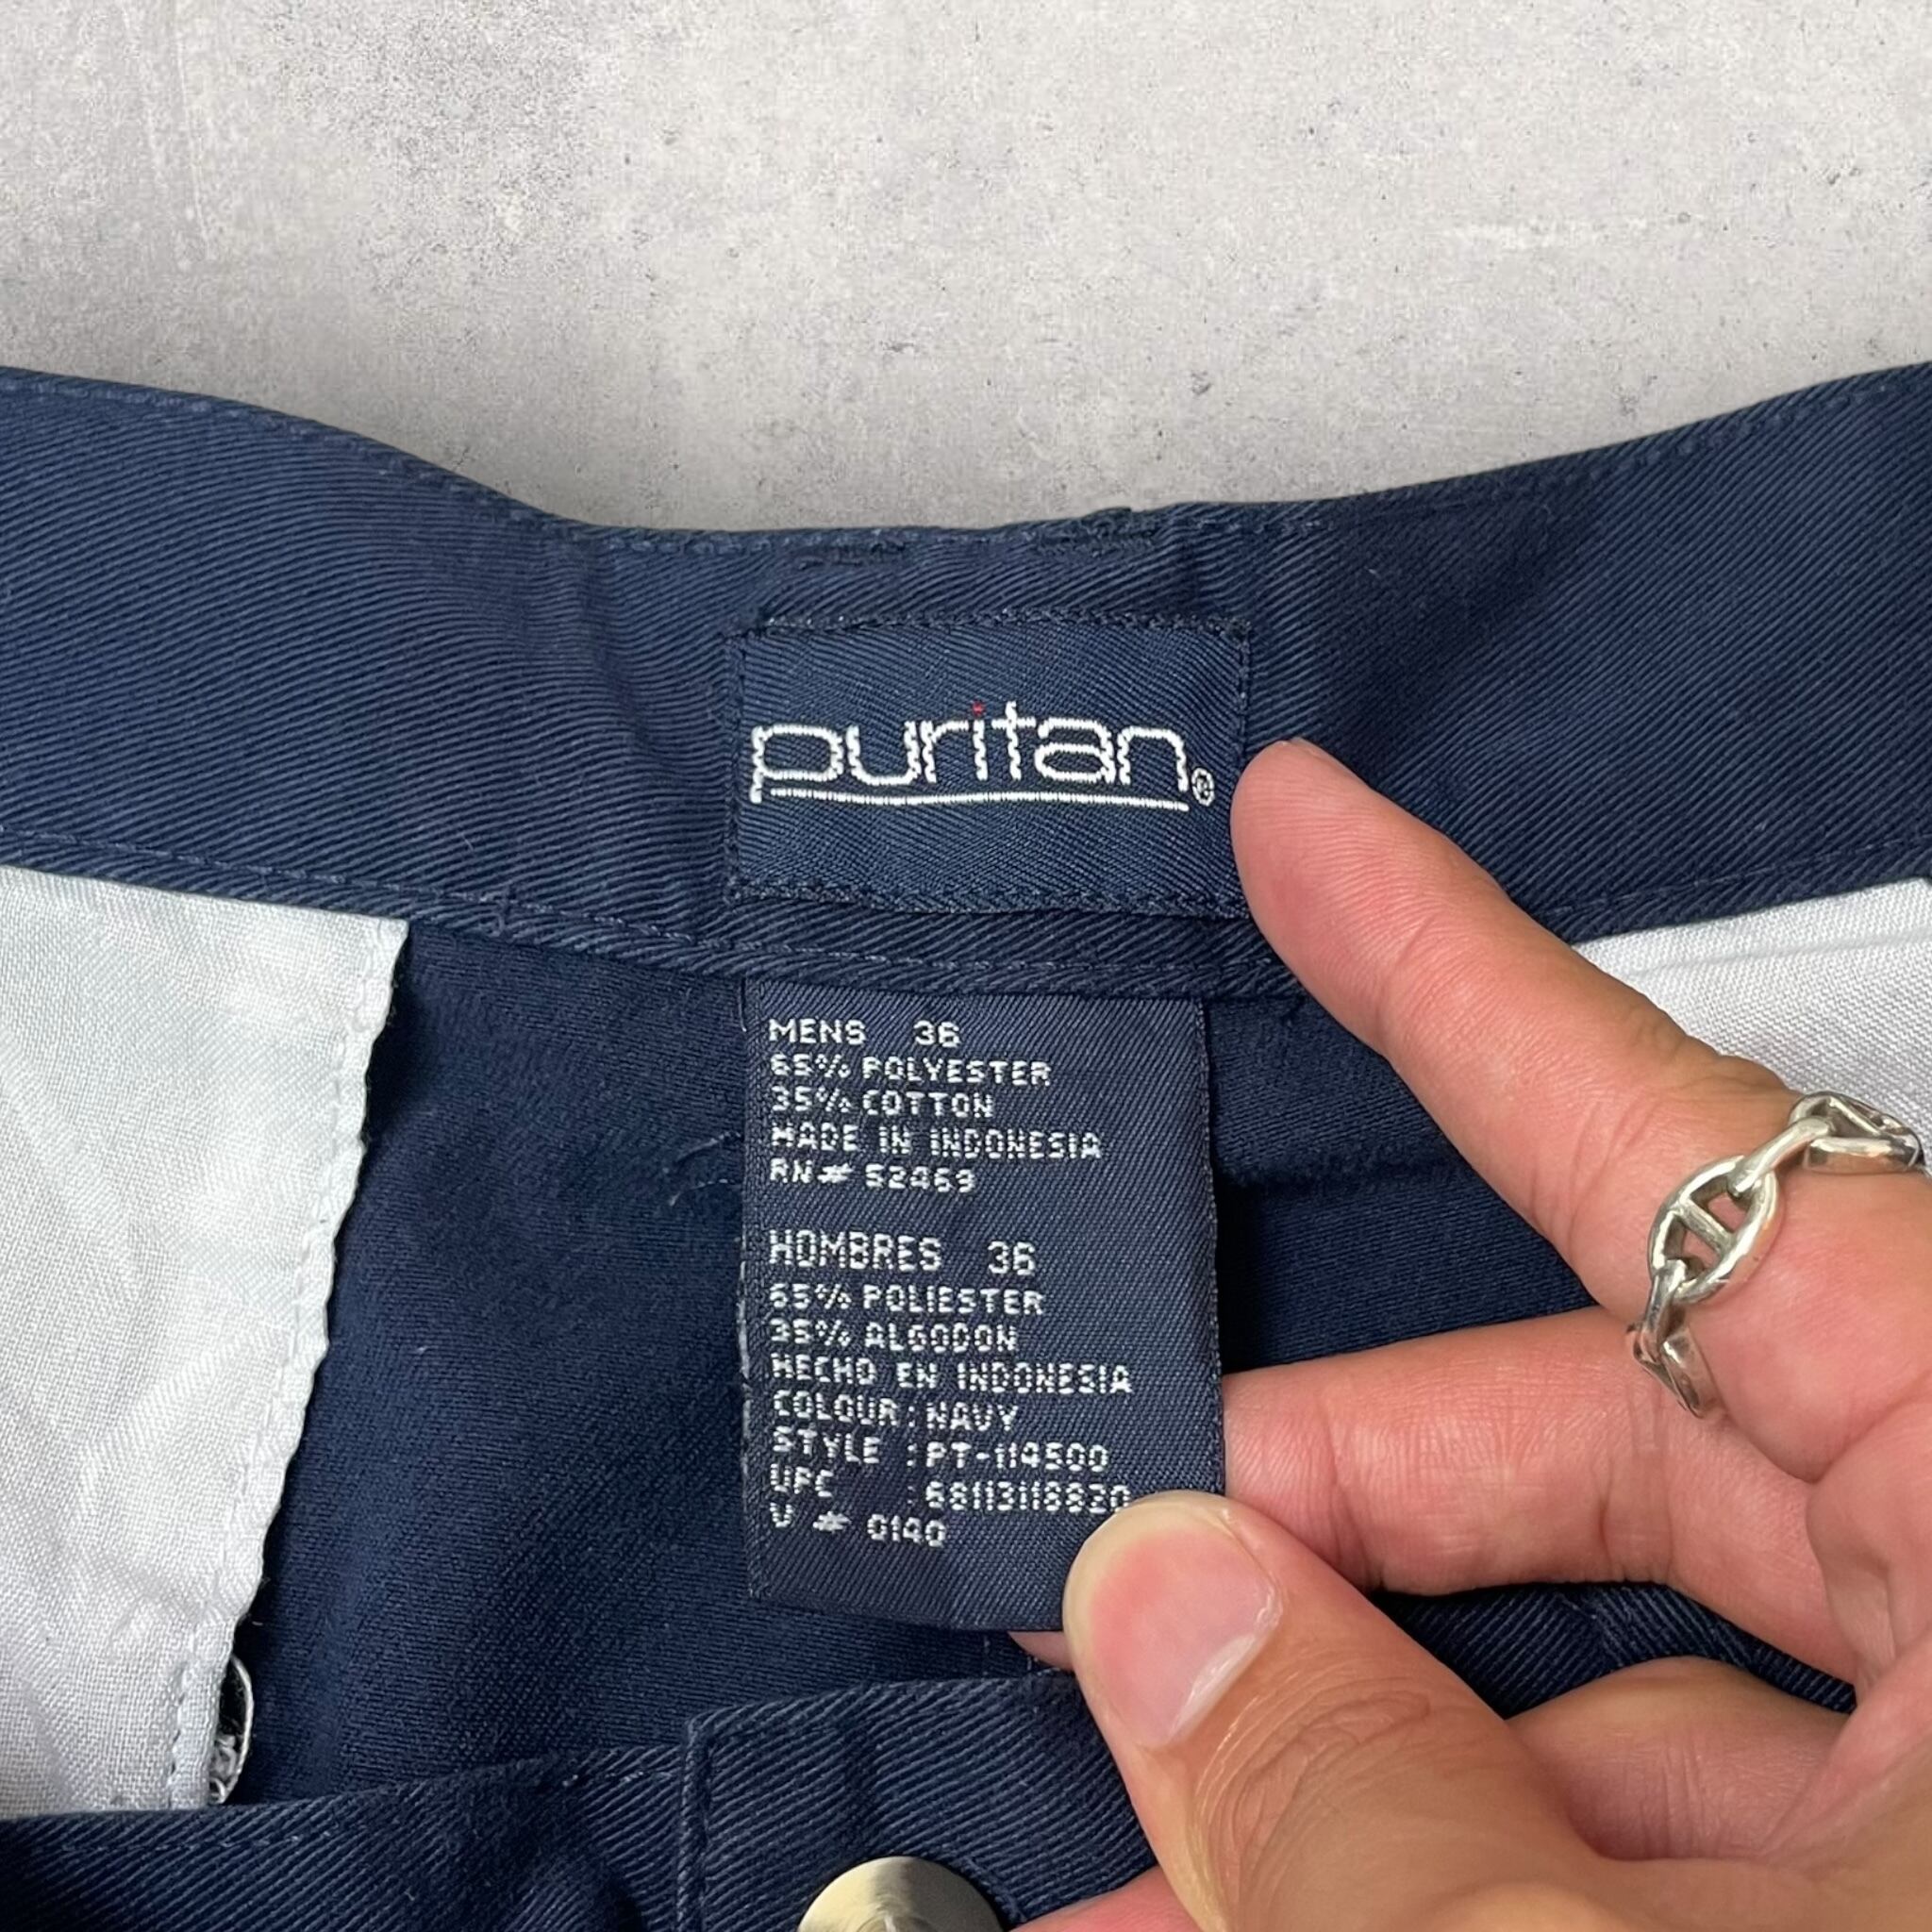 puritan®
MENS 36
65% POLYESTER
35% COTTON
MADE IN INDONESIA
RN# 52469
HOMBRES 36
65% POLIESTER
35% ALGODON
HECHO EN INDONESIA
COLOUR : NAVY
STYLE : PT-114500
UPC : 68113118820
V # 0140